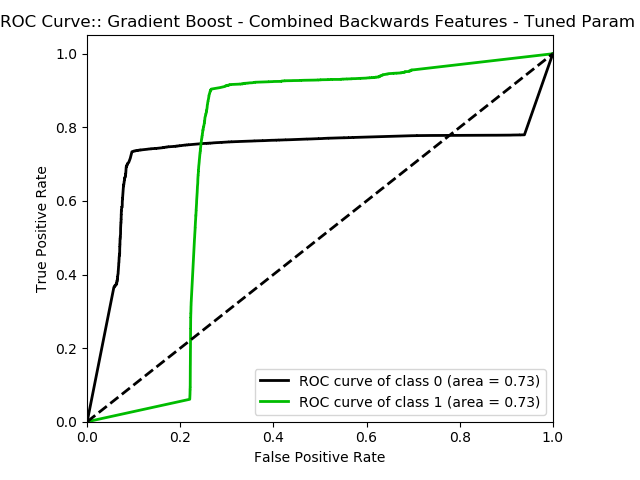 ROC Curve:: Gradient Boost - Combined Backwards Features - Tuned Param
1.0
0.8
0.6
0.4
0.2
0.0
True Positive Rate
ROC curve of class 0 (area = 0.73)
ROC curve of class 1 (area = 0.73)
0.0 0.2 0.4 0.6 0.8 1.0
False Positive Rate